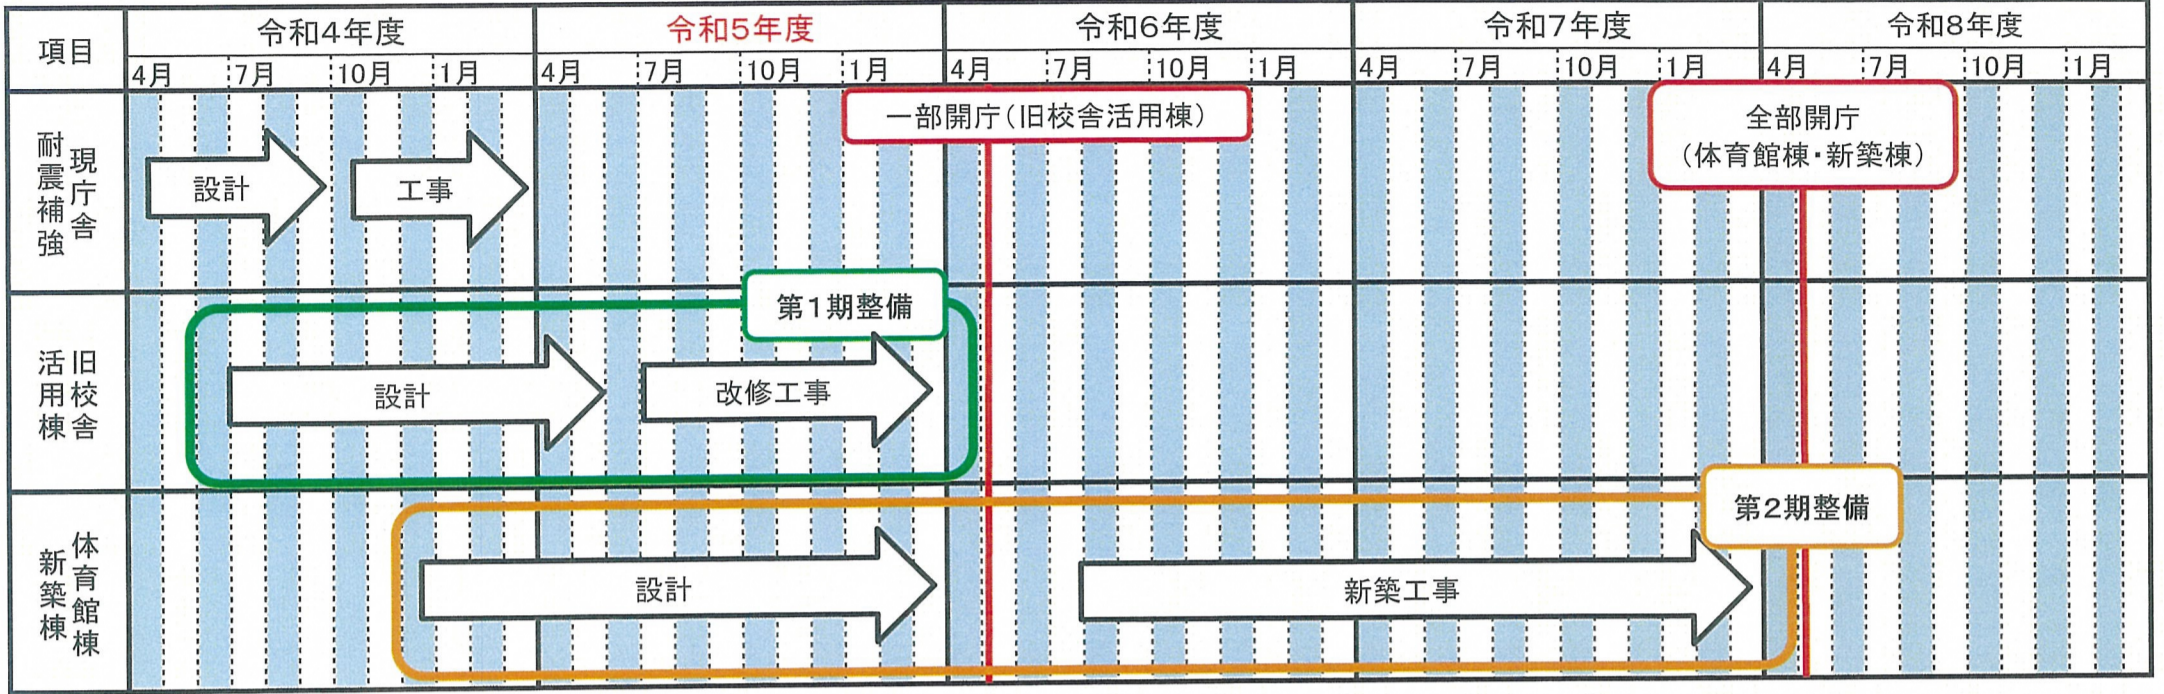 項目
令和4年度
令和5年度
令和6年度
令和7年度
令和8年度
4月
7月
10月
1月
4月
7月
10月
1月
4月
7月
10月
1月
4月
7月
10月
1月
4月
7月
10月
1月
現庁舎
耐震補強
設計
工事
一部開庁(旧校舎活用棟)
全部開庁
(体育館棟・新築棟)
旧校舎
活用棟
第1期整備
設計
改修工事
体育館棟
新築棟
第2期整備
設計
新築工事